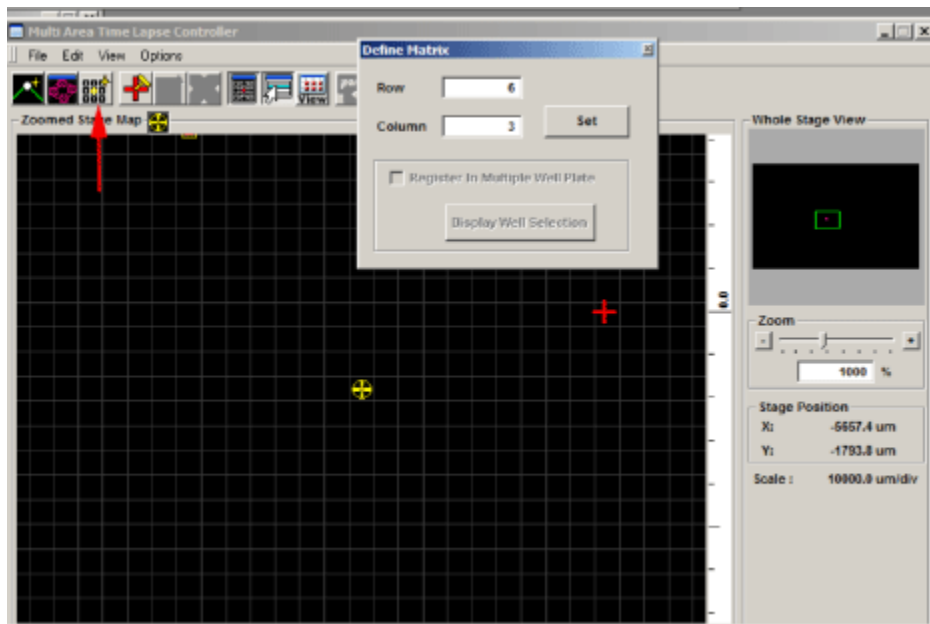 Multi Area Time Lapse Controller
File Edit View Options
View
Define Matrix
Row 6
Column 3
Set
Register In Multiple Well Plate
Display Well Selection
Zoomed Stage Map
0.0
Whole Stage View
Zoom
- +
1000 %
Stage Position
X: -5657.4 um
Y: -1793.8 um
Scale : 10000.0 um/div